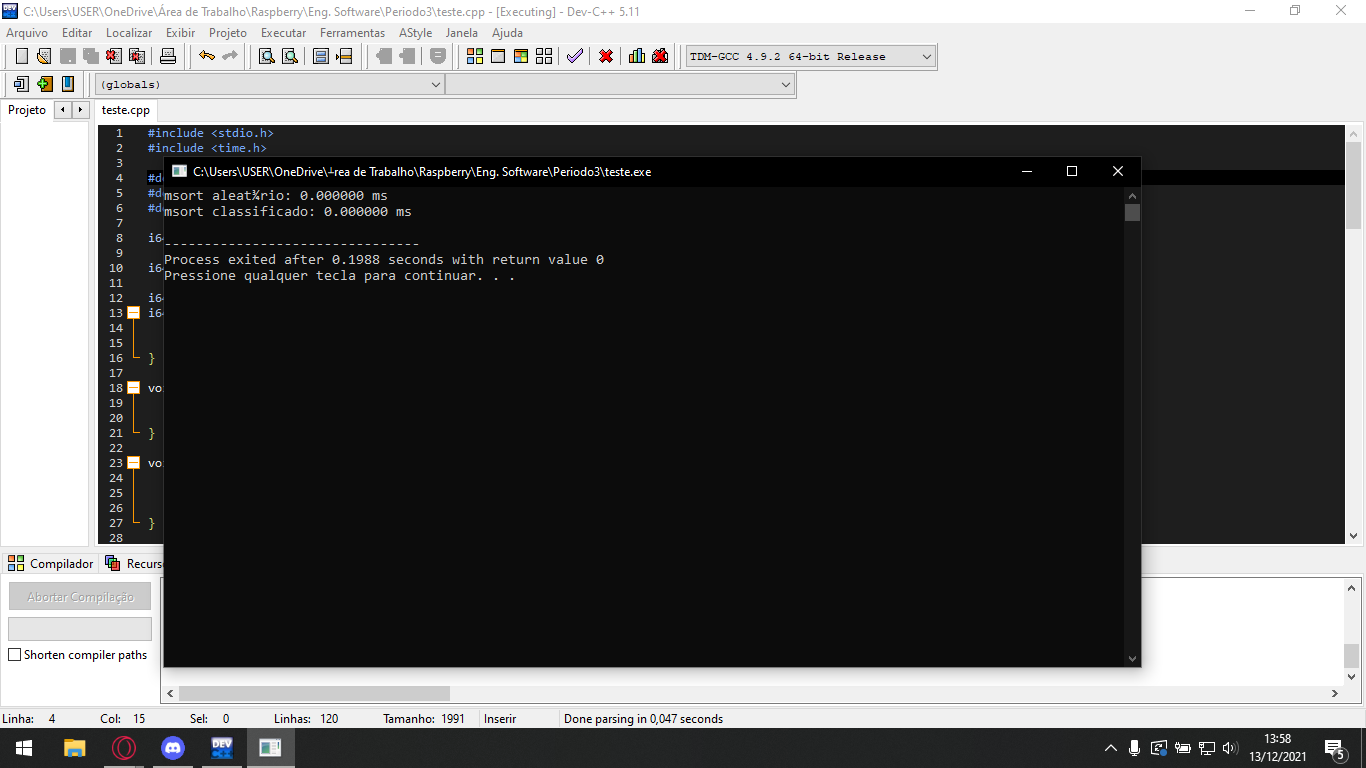 C:\Users\USER\OneDrive\Área de Trabalho\Raspberry\Eng. Software\Periodo3\teste.cpp - [Executing] - Dev-C++ 5.11
Arquivo Editar Localizar Exibir Projeto Executar Ferramentas AStyle Janela Ajuda
TDM-GCC 4.9.2 64-bit Release
(globals)
Projeto teste.cpp
1 #include <stdio.h>
2 #include <time.h>
3
C:\Users\USER\OneDrive\┴rea de Trabalho\Raspberry\Eng. Software\Periodo3\teste.exe
4 #d
5 #d
6 #d
msort aleat¾rio: 0.000000 ms
msort classificado: 0.000000 ms
7
8 i6
--------------------------------
9
Process exited after 0.1988 seconds with return value 0
10 i6
Pressione qualquer tecla para continuar. . .
11
12 i6
13 i6
14
15
16 }
17
18 vo
19
20
21 }
22
23 vo
24
25
26
27 }
28
Compilador Recurs
Abortar Compilação
Shorten compiler paths
Linha: 4 Col: 15 Sel: 0 Linhas: 120 Tamanho: 1991 Inserir Done parsing in 0,047 seconds
DEV C++
13:58
13/12/2021
5